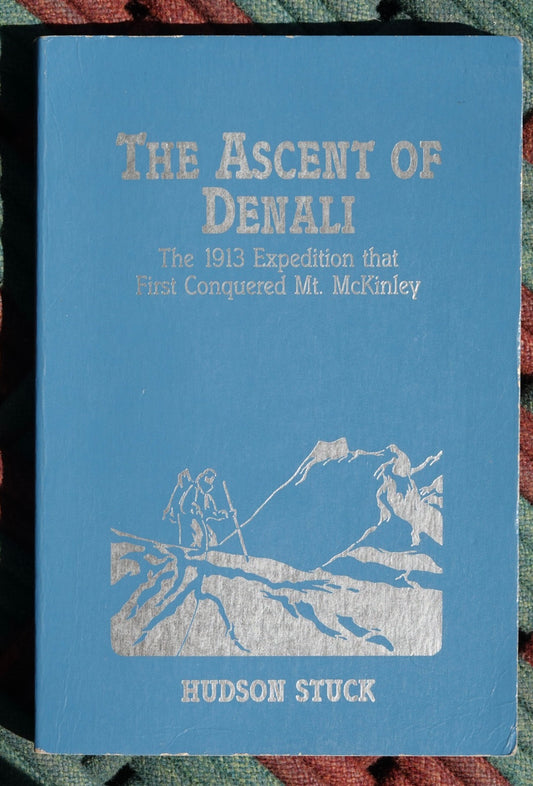 THE ASCENT OF
DENALI
The 1913 Expedition that
First Conquered Mt. McKinley
HUDSON STUCK